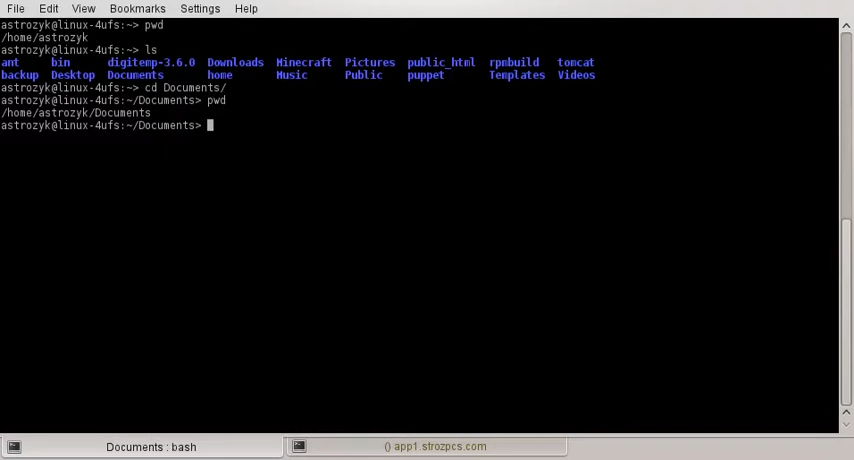 File Edit View Bookmarks Settings Help
astrozyk@linux-4ufs:~> pwd
/home/astrozyk
astrozyk@linux-4ufs:~> ls
ant bin digitemp-3.6.0 Downloads Minecraft Pictures public_html rpmbuild tomcat
backup Desktop Documents home Music Public puppet Templates Videos
astrozyk@linux-4ufs:~> cd Documents/
astrozyk@linux-4ufs:~/Documents> pwd
/home/astrozyk/Documents
astrozyk@linux-4ufs:~/Documents>
Documents : bash
() app1.strozpcs.com